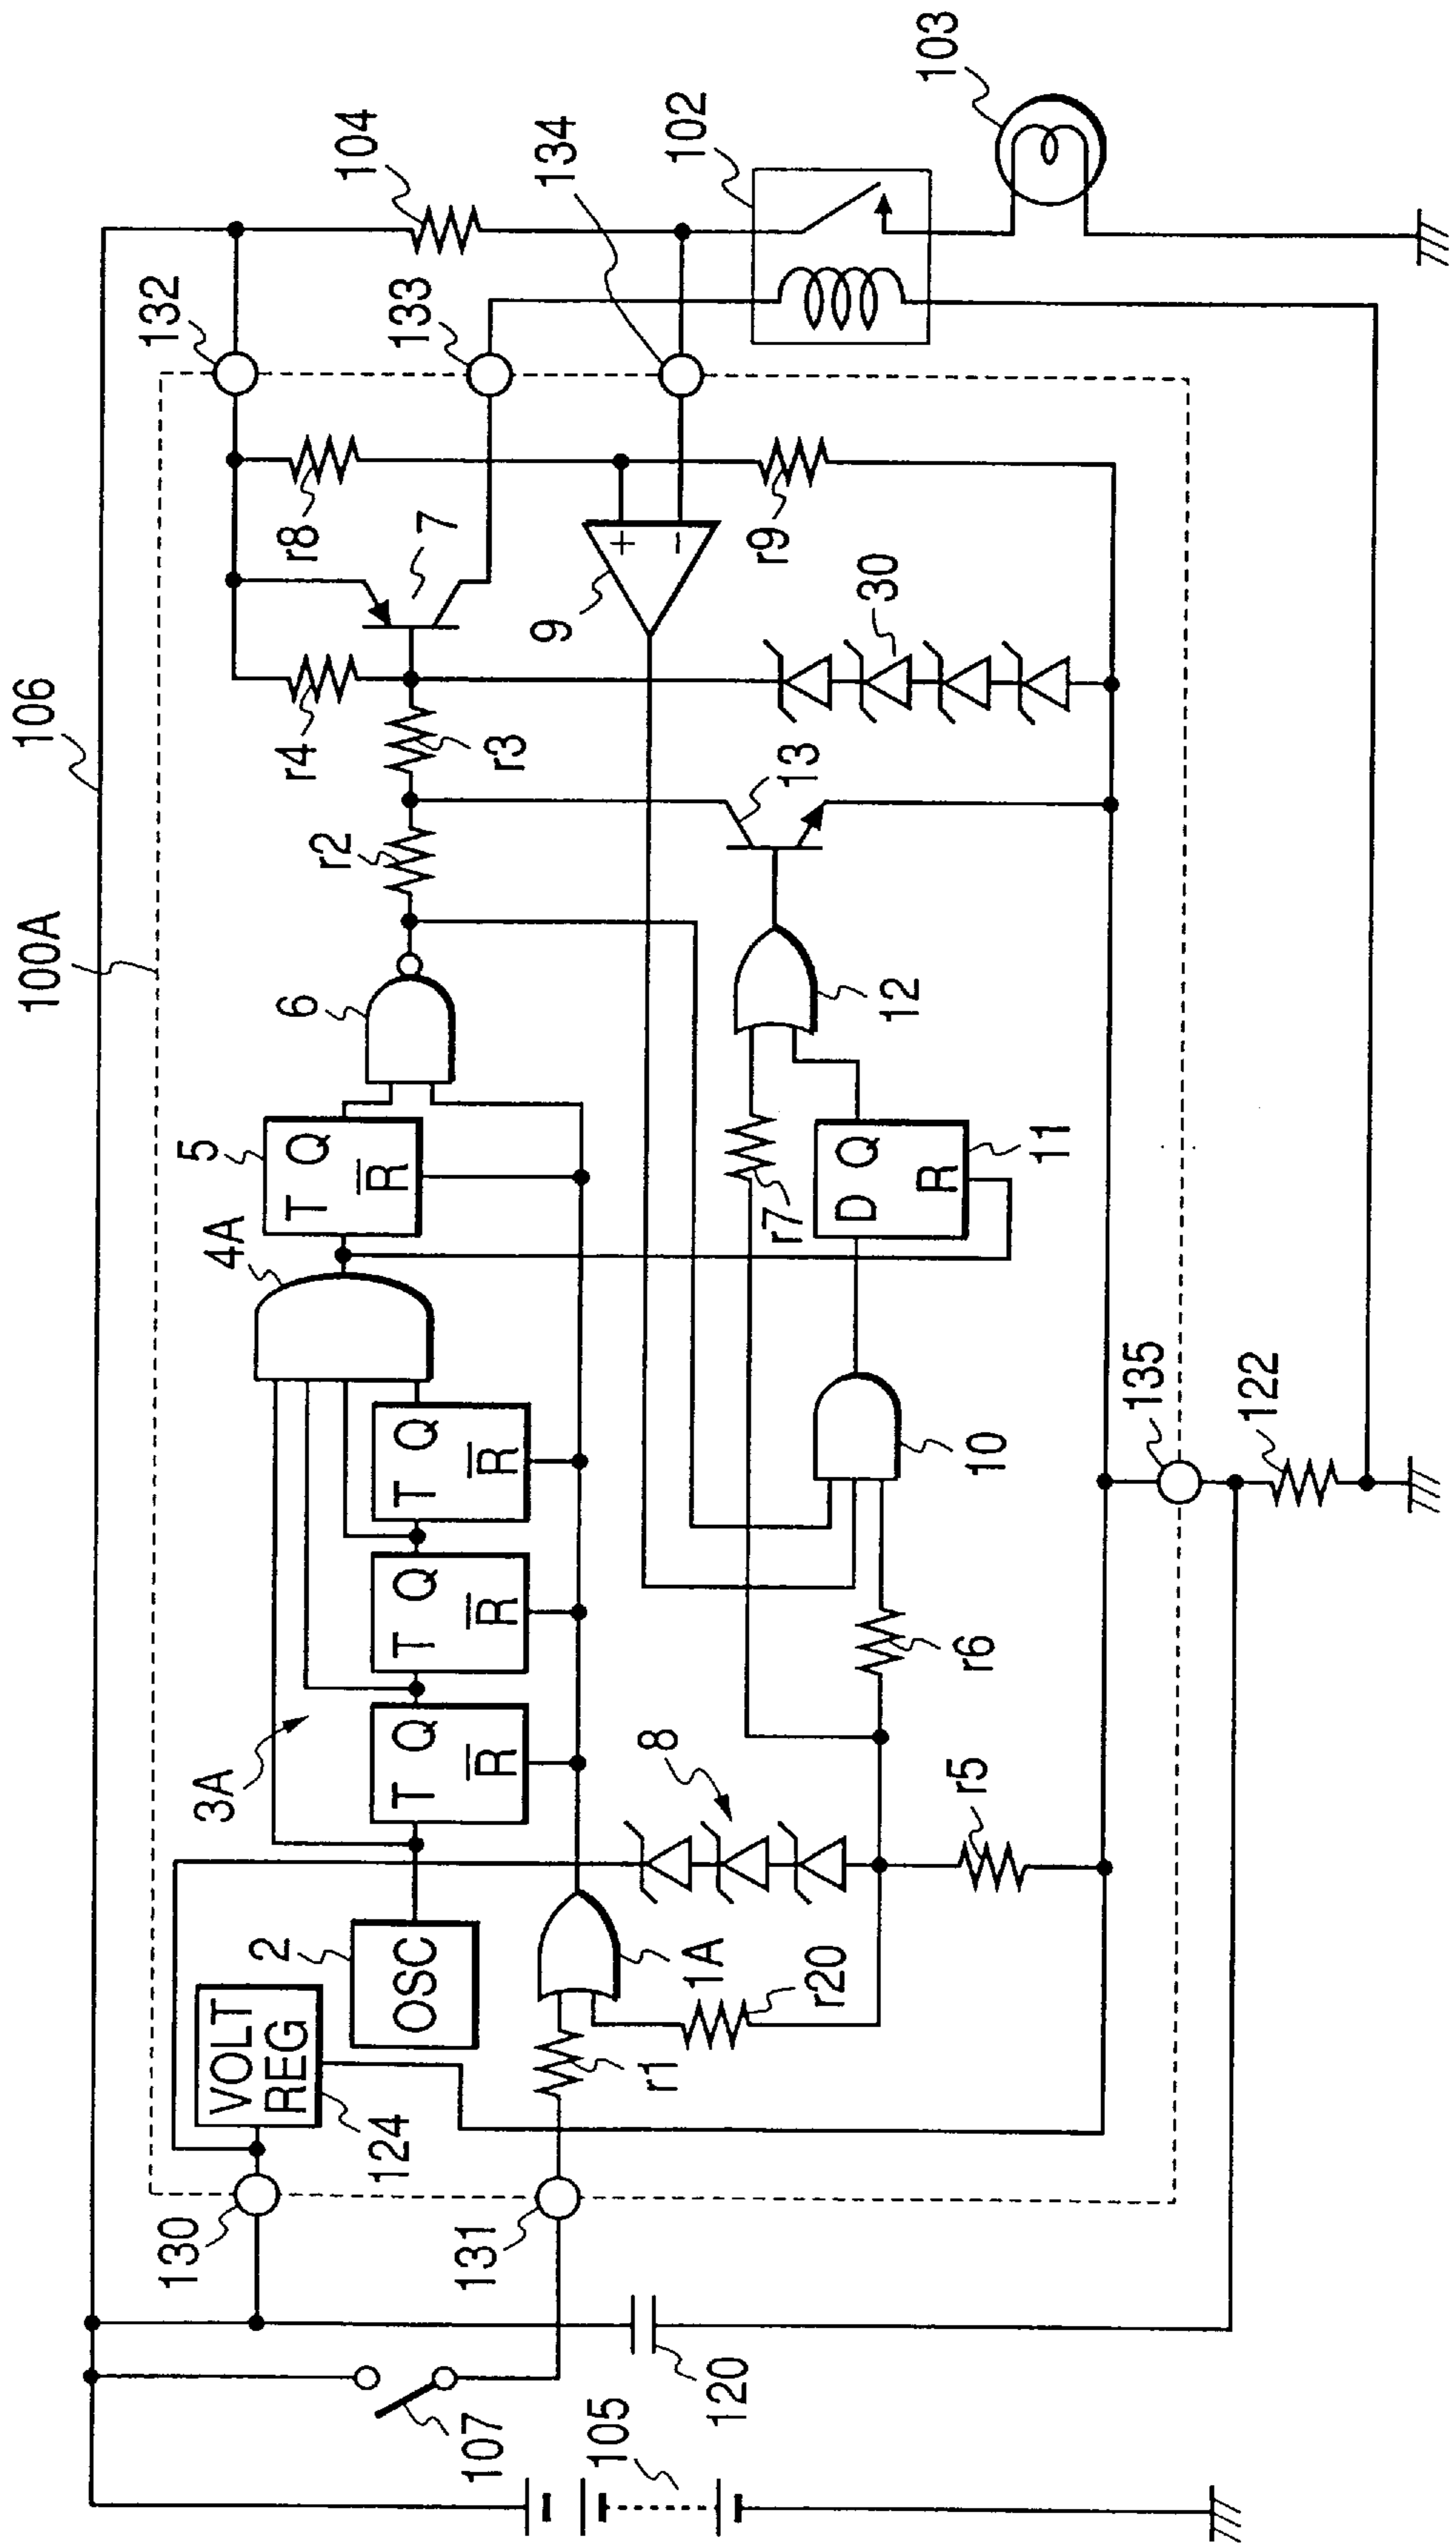 106
100A
132
104
133
134
102
103
r8
7
r4
r3
r2
6
9
r9
30
13
5
T Q
R
4A
12
r7
D Q
R
11
3A
T Q
R
T Q
R
T Q
R
10
135
122
r6
8
r5
2
OSC
1A
r20
r1
VOLT
REG
124
130
131
107
120
105
+
−